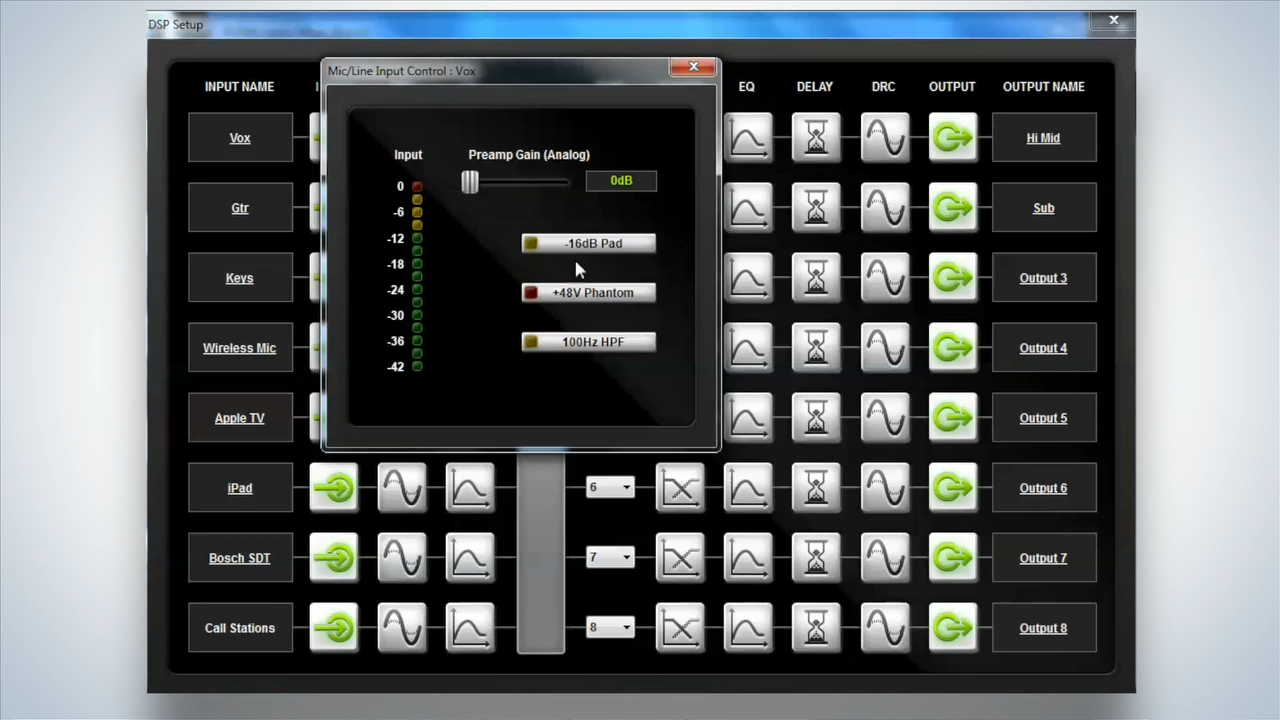 DSP Setup
Mic/Line Input Control : Vox
INPUT NAME
EQ
DELAY
DRC
OUTPUT
OUTPUT NAME
Vox
Hi Mid
Input
Preamp Gain (Analog)
0
0dB
-6
Gtr
Sub
-12
-16dB Pad
-18
Keys
Output 3
-24
+48V Phantom
-30
-36
100Hz HPF
Wireless Mic
Output 4
-42
Apple TV
Output 5
iPad
6
Output 6
Bosch SDT
7
Output 7
Call Stations
8
Output 8